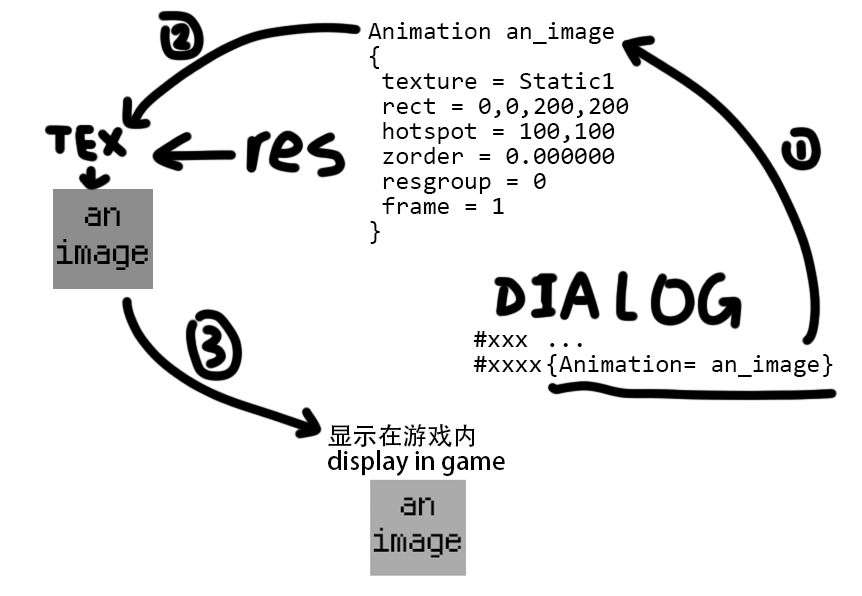 ②
Animation an_image
{
texture = Static1
rect = 0,0,200,200
hotspot = 100,100
zorder = 0.000000
resgroup = 0
frame = 1
}
TEX
res
①
an
image
DIALOG
#xxx ...
#xxxx{Animation= an_image}
③
显示在游戏内
display in game
an
image